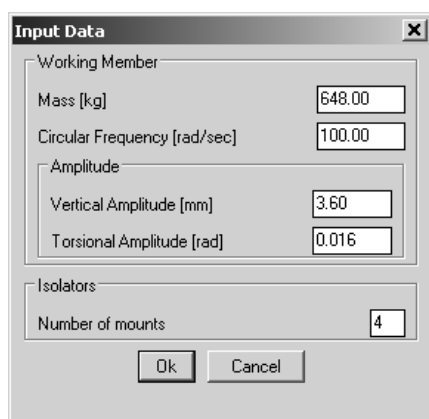 Input Data
Working Member
Mass [kg] 648.00
Circular Frequency [rad/sec] 100.00
Amplitude
Vertical Amplitude [mm] 3.60
Torsional Amplitude [rad] 0.016
Isolators
Number of mounts 4
Ok Cancel